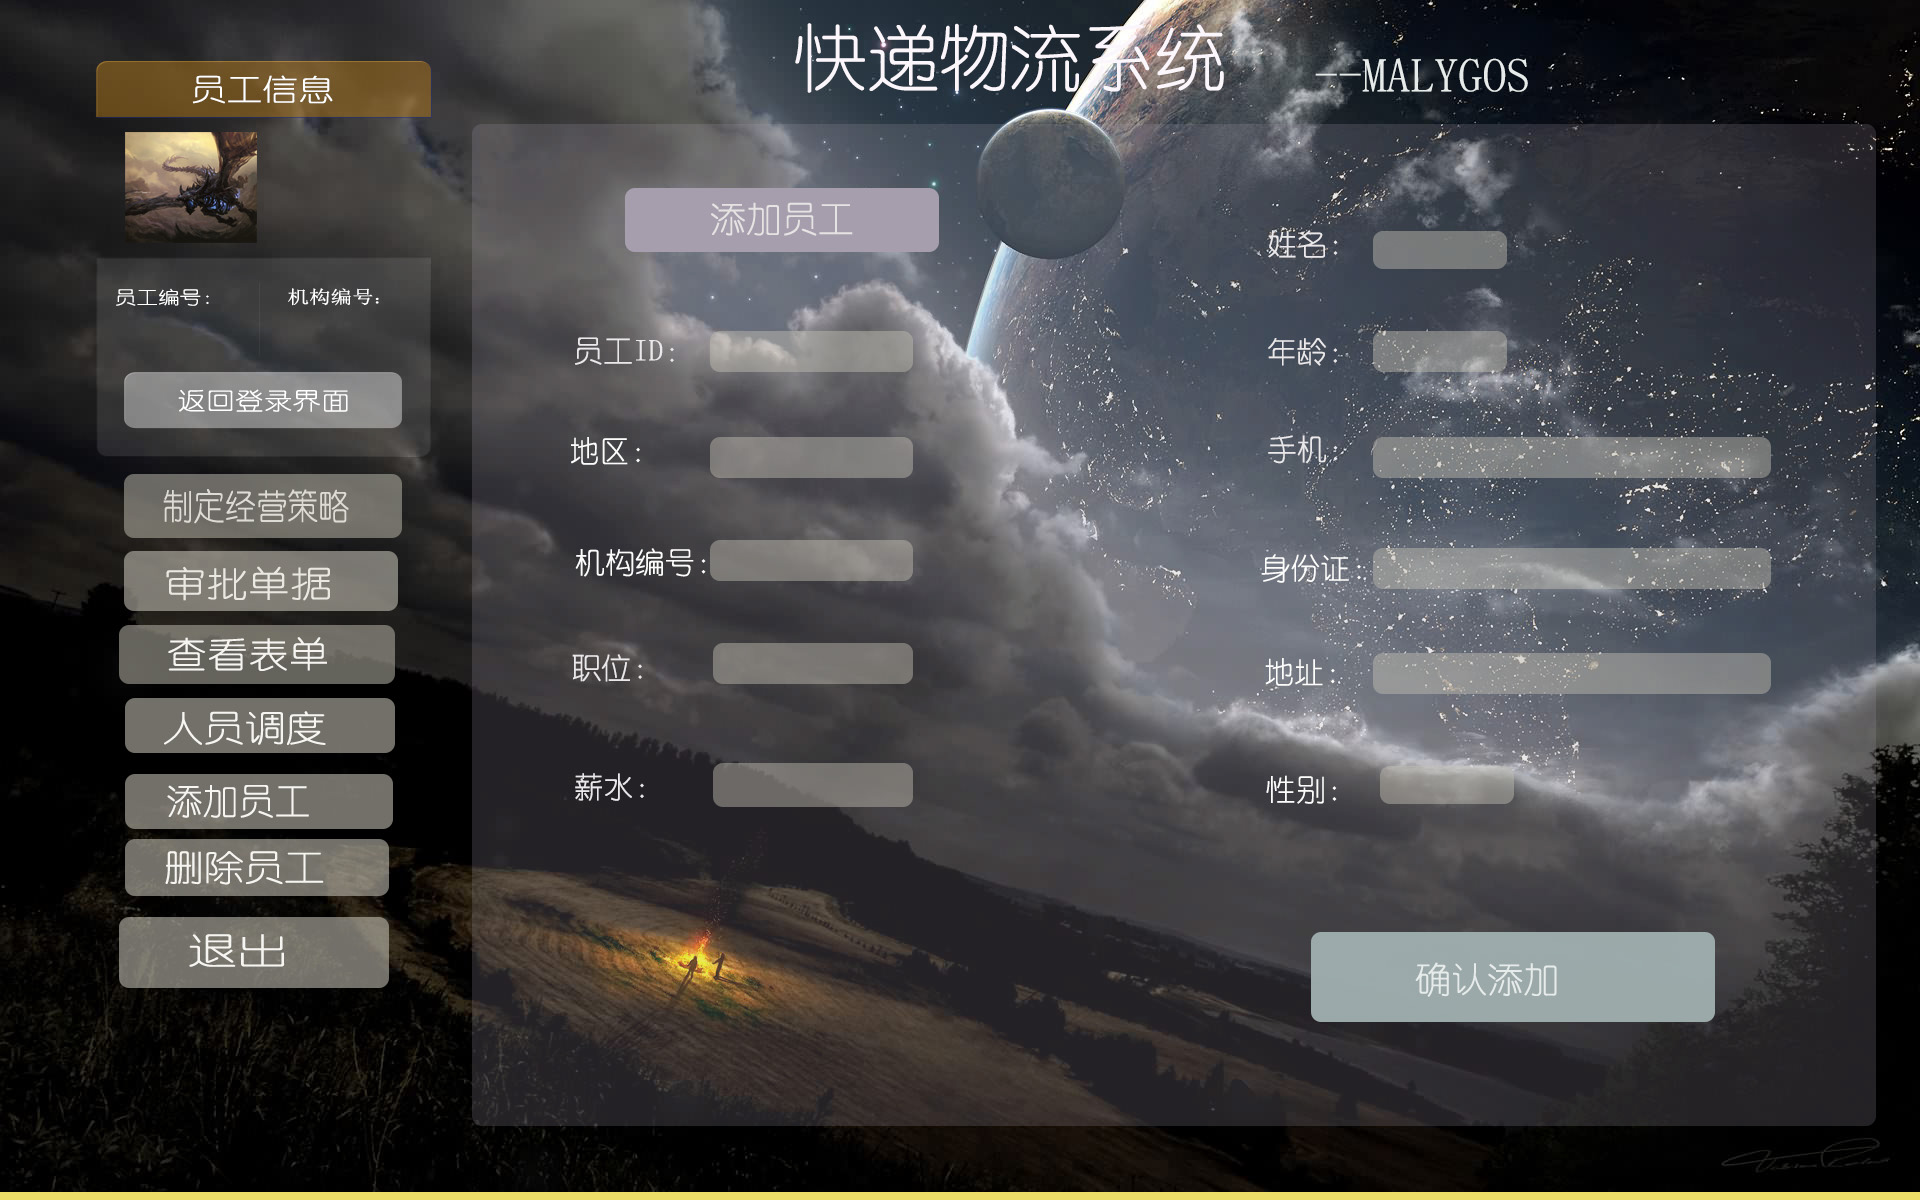 快递物流系统
--MALYGOS
员工信息
员工编号:
机构编号:
返回登录界面
制定经营策略
审批单据
查看表单
人员调度
添加员工
删除员工
退出
添加员工
员工ID:
地区:
机构编号:
职位:
薪水:
姓名:
年龄:
手机:
身份证:
地址:
性别:
确认添加